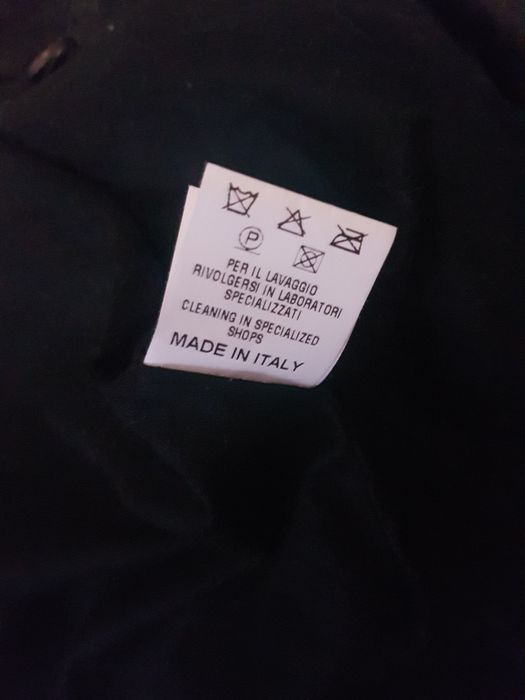 P
PER IL LAVAGGIO
RIVOLGERSI IN LABORATORI
SPECIALIZZATI
CLEANING IN SPECIALIZED
SHOPS
MADE IN ITALY